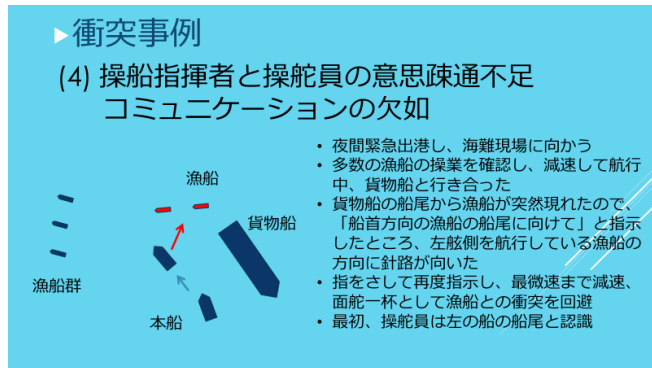 衝突事例
(4) 操船指揮者と操舵員の意思疎通不足
コミュニケーションの欠如
• 夜間緊急出港し、海難現場に向かう
• 多数の漁船の操業を確認し、減速して航行
中、貨物船と行き合った
• 貨物船の船尾から漁船が突然現れたので、
「船首方向の漁船の船尾に向けて」と指示
したところ、左舷側を航行している漁船の
方向に針路が向いた
• 指をさして再度指示し、最微速まで減速、
面舵一杯として漁船との衝突を回避
• 最初、操舵員は左の船の船尾と認識
漁船
貨物船
漁船群
本船